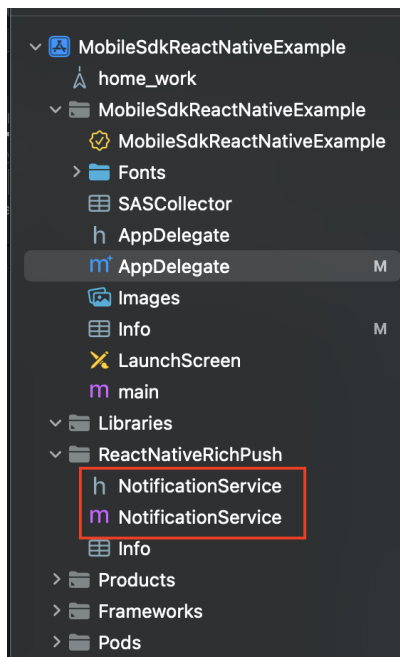 MobileSdkReactNativeExample
home_work
MobileSdkReactNativeExample
MobileSdkReactNativeExample
Fonts
SASCollector
h AppDelegate
m+ AppDelegate M
Images
Info M
LaunchScreen
m main
Libraries
ReactNativeRichPush
h NotificationService
m NotificationService
Info
Products
Frameworks
Pods